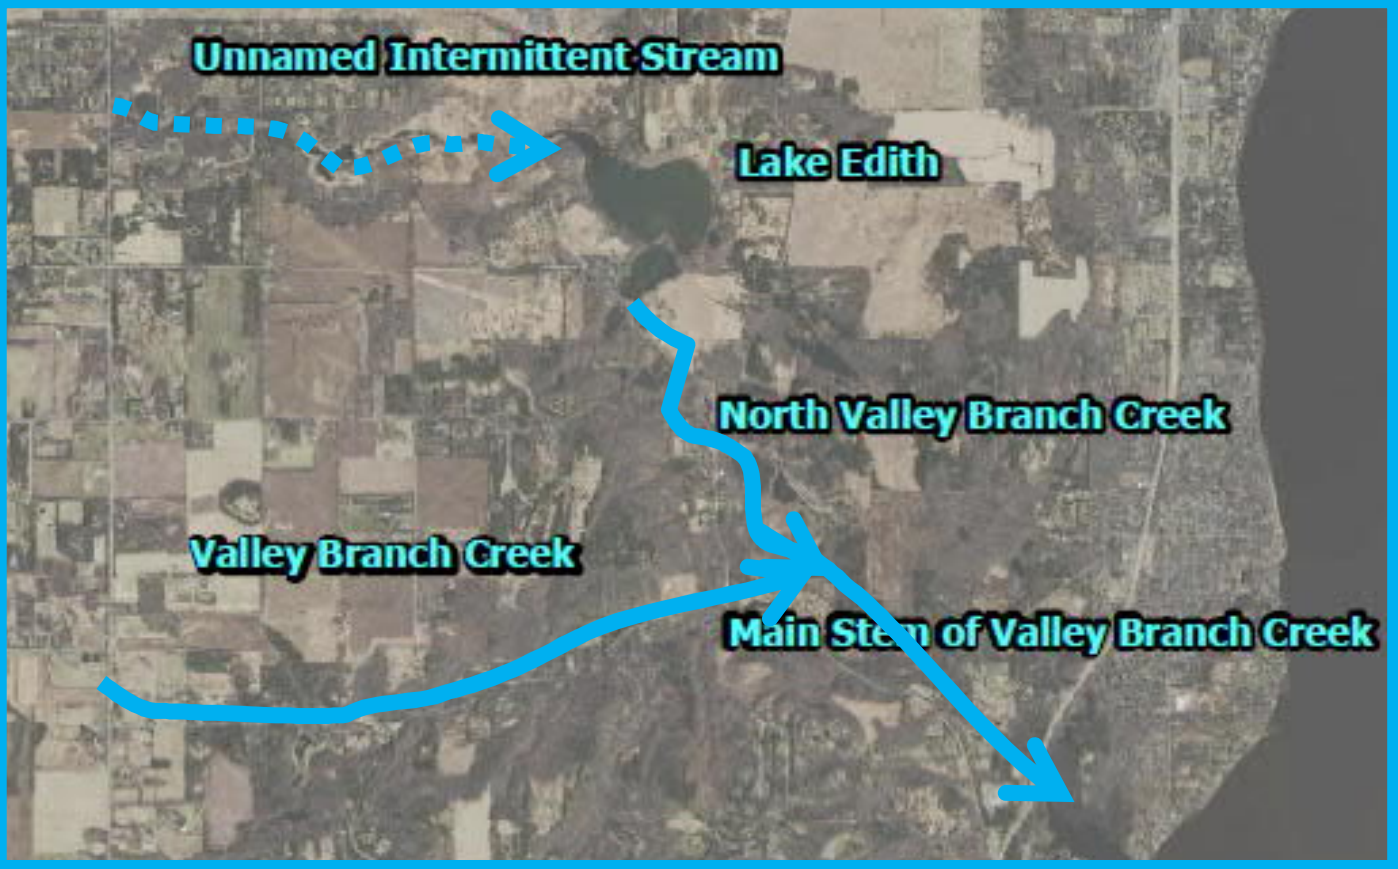 Unnamed Intermittent Stream
Lake Edith
North Valley Branch Creek
Valley Branch Creek
Main Stem of Valley Branch Creek